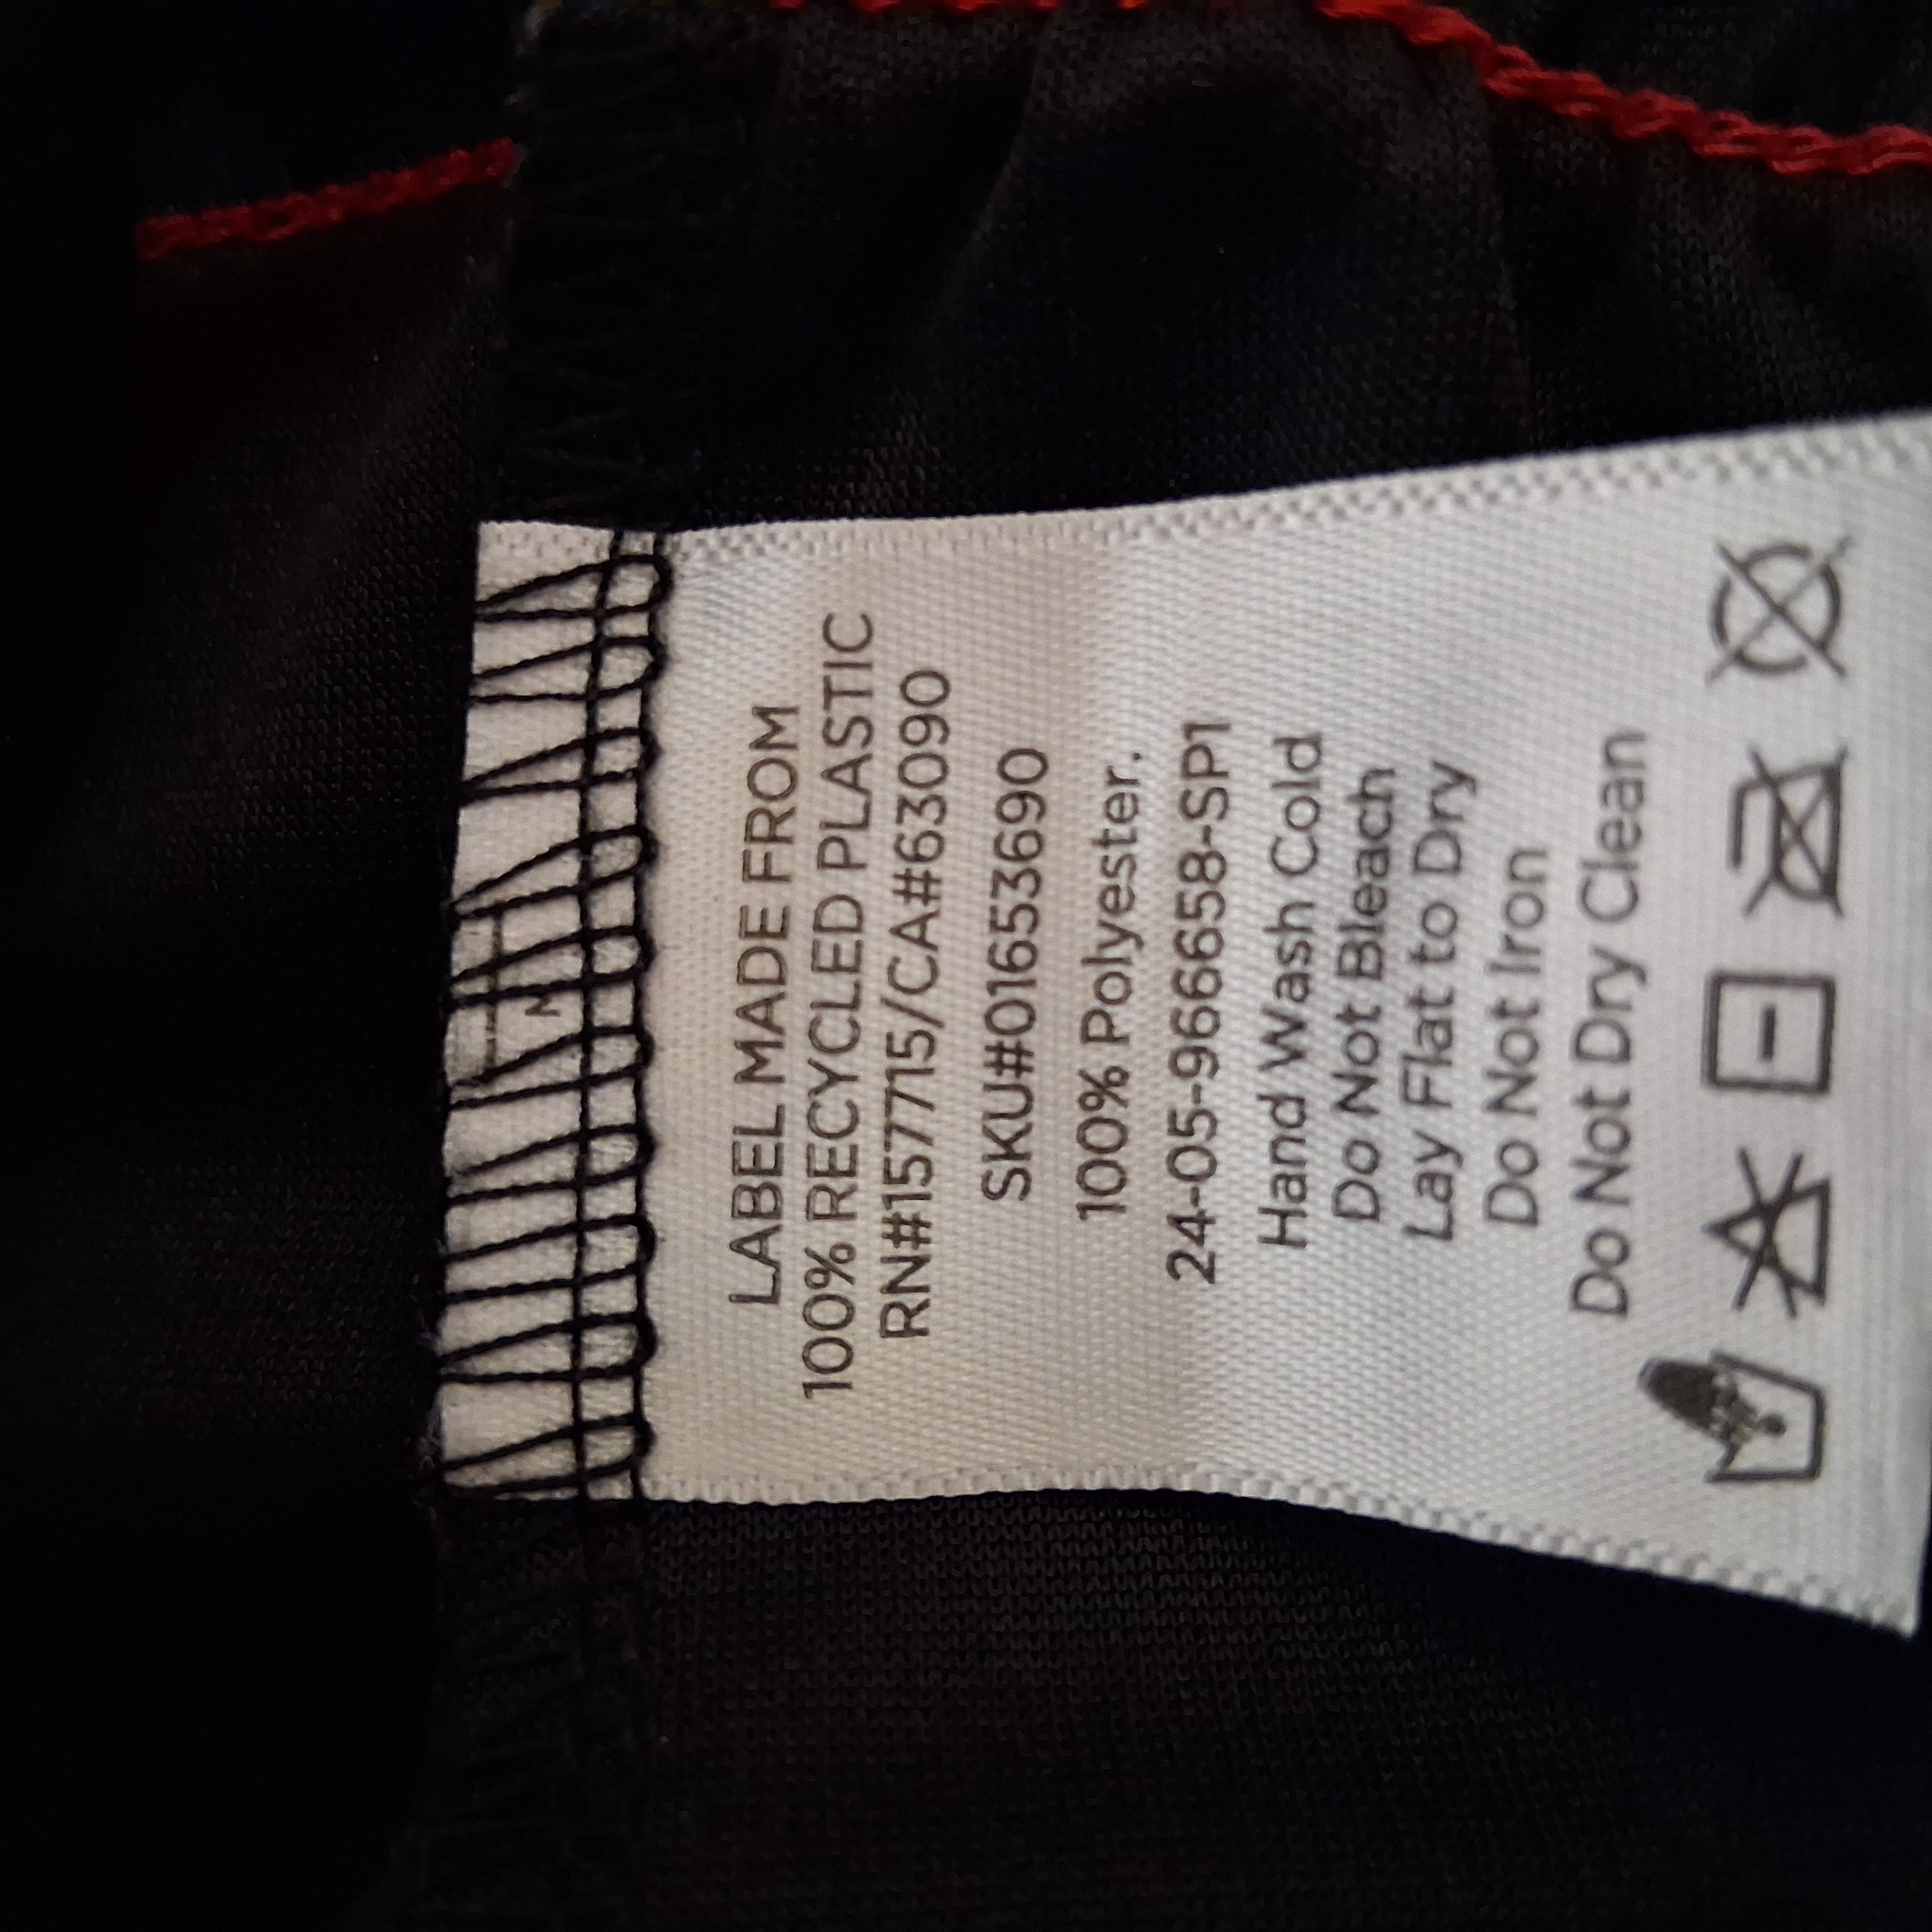 LABEL MADE FROM
100% RECYCLED PLASTIC
RN#157715/CA#63090
SKU#01653690
100% Polyester.
24-05-966658-SP1
Hand Wash Cold
Do Not Bleach
Lay Flat to Dry
Do Not Iron
Do Not Dry Clean